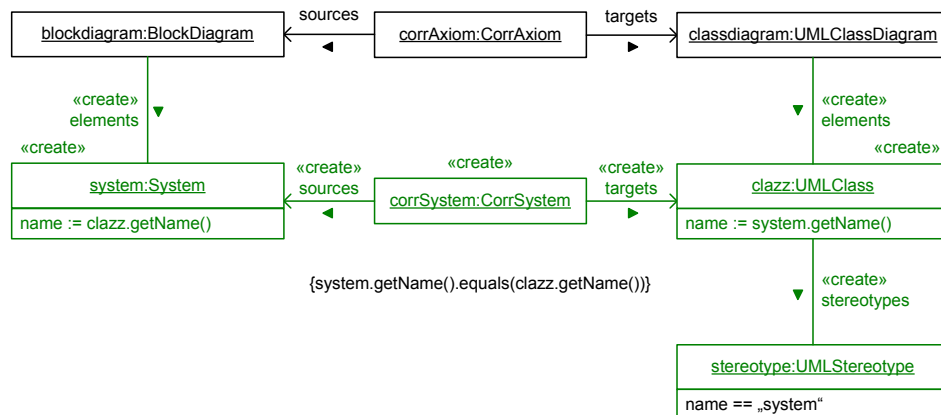 sources
targets
blockdiagram:BlockDiagram
corrAxiom:CorrAxiom
classdiagram:UMLClassDiagram
«create»
elements
«create»
elements
«create»
«create»
«create»
«create»
«create»
system:System
sources
corrSystem:CorrSystem
targets
clazz:UMLClass
name := clazz.getName()
name := system.getName()
{system.getName().equals(clazz.getName())}
«create»
stereotypes
stereotype:UMLStereotype
name == „system“